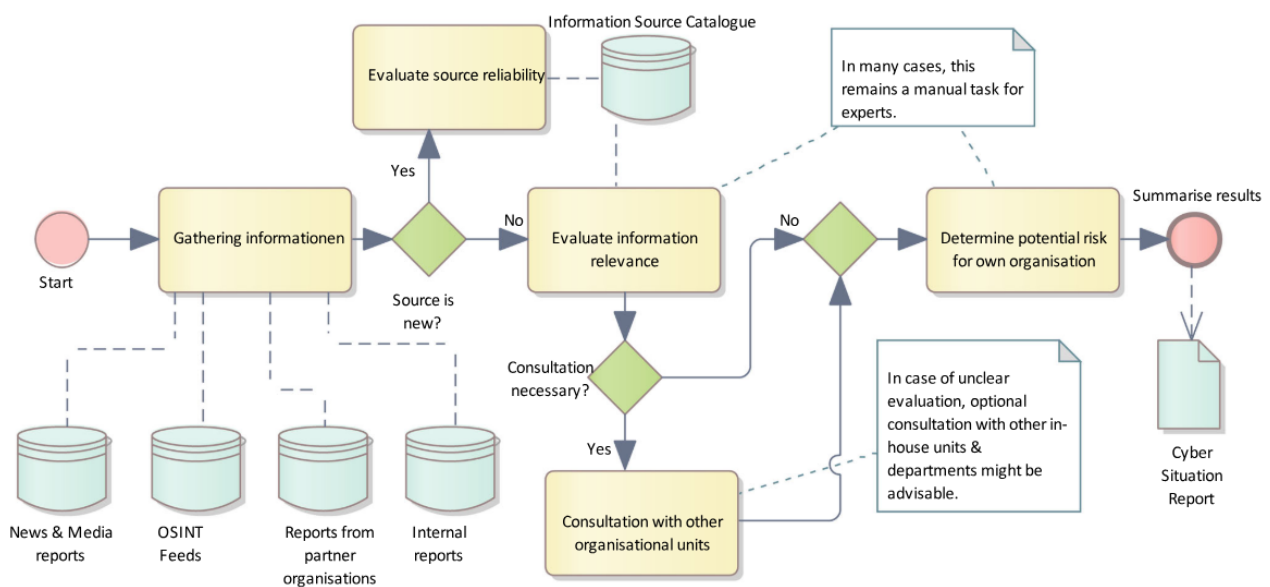 Information Source Catalogue
Evaluate source reliability
In many cases, this
remains a manual task for
experts.
Yes
Start
Gathering informationen
Source is
new?
No
Evaluate information
relevance
No
Determine potential risk
for own organisation
Summarise results
Consultation
necessary?
Yes
Consultation with other
organisational units
In case of unclear
evaluation, optional
consultation with other in-
house units &
departments might be
advisable.
Cyber
Situation
Report
News & Media
reports
OSINT
Feeds
Reports from
partner
organisations
Internal
reports